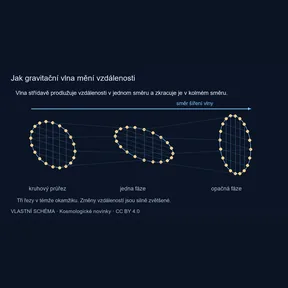 Jak gravitační vlna mění vzdálenosti
Vlna střídavě prodlužuje vzdálenosti v jednom směru a zkracuje je v kolmém směru.
směr šíření vlny
kruhový průřez
jedna fáze
opačná fáze
Tři řezy v témže okamžiku. Změny vzdáleností jsou silně zvětšené.
VLASTNÍ SCHÉMA · Kosmologické novinky · CC BY 4.0